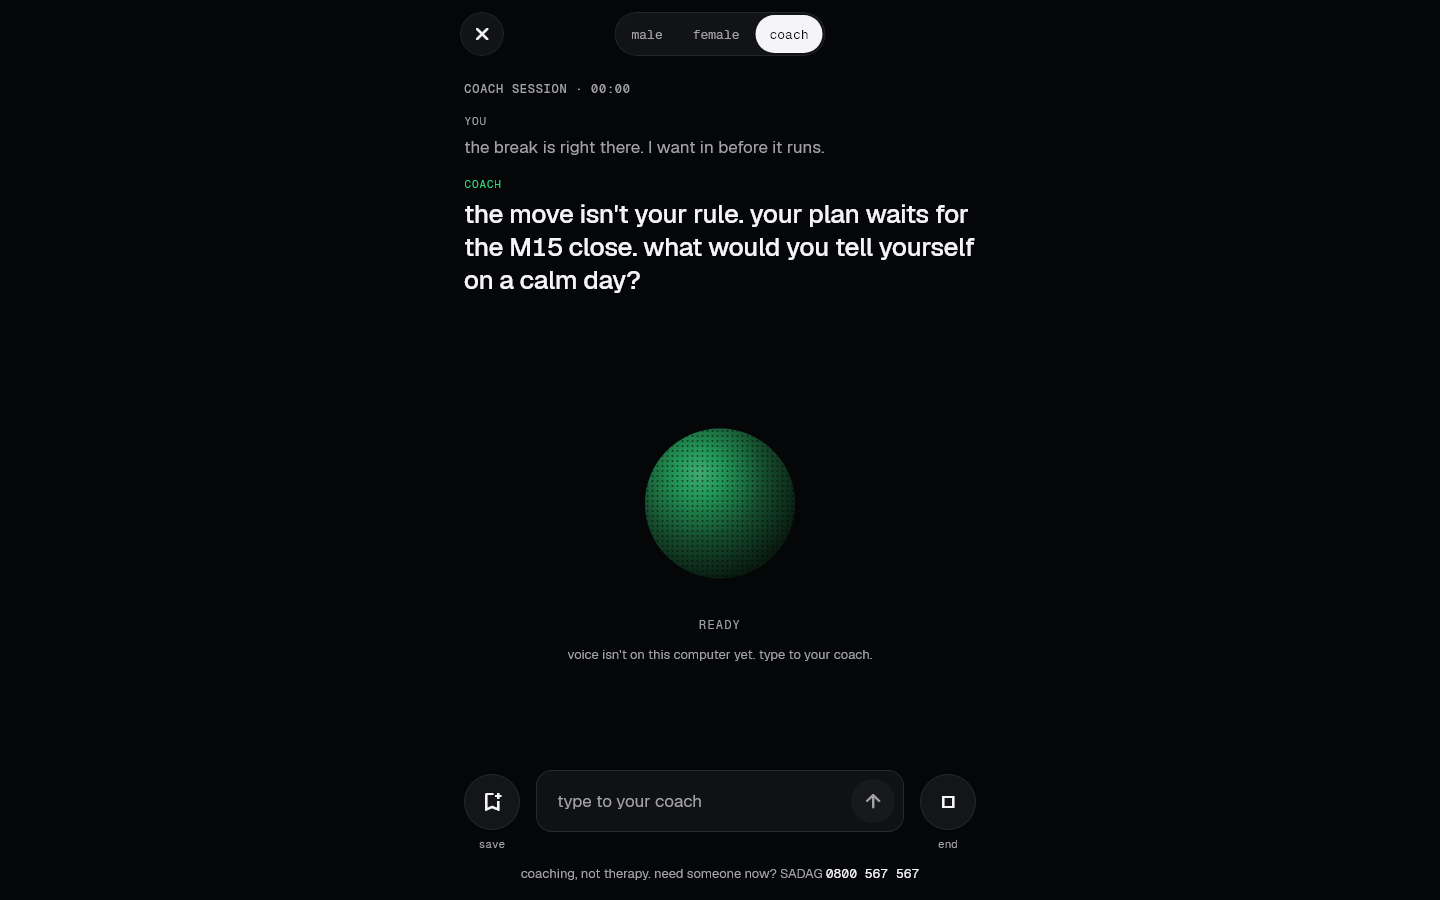 male female coach
COACH SESSION · 00:00
YOU
the break is right there. I want in before it runs.
COACH
the move isn't your rule. your plan waits for
the M15 close. what would you tell yourself
on a calm day?
READY
voice isn't on this computer yet. type to your coach.
type to your coach
save
end
coaching, not therapy. need someone now? SADAG 0800 567 567